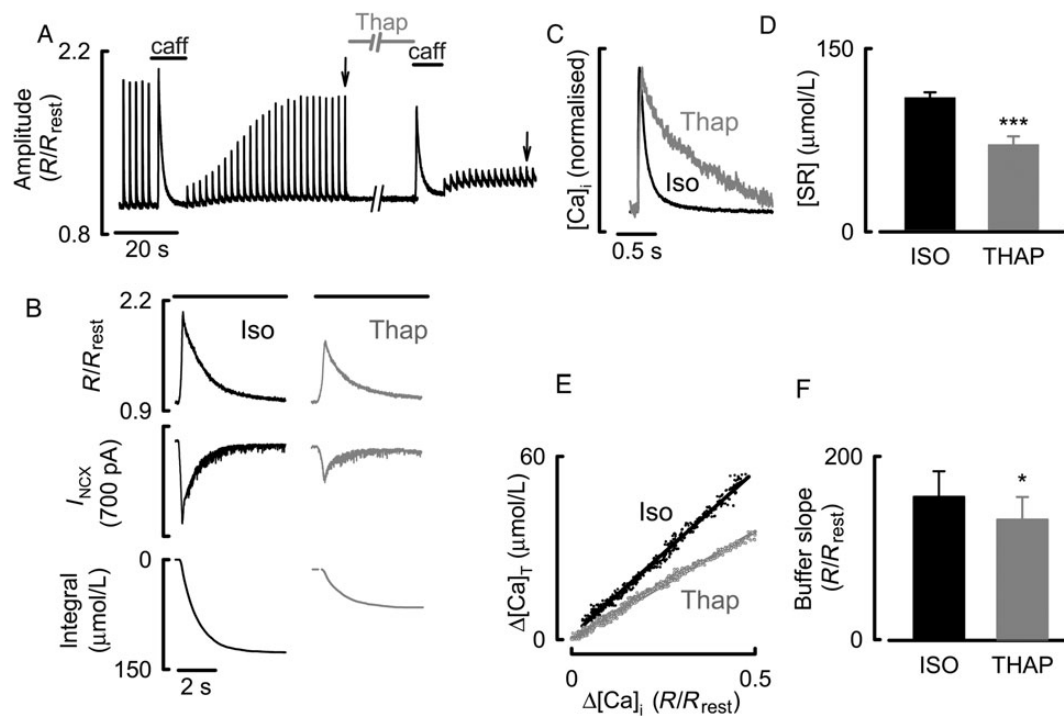 A
Thap
2.2
caff
caff
Amplitude
(R/Rrest)
0.8
20 s
B
2.2
R/Rrest
Iso
Thap
0.9
INCX
(700 pA)
0
Integral
(µmol/L)
150
2 s
C
[Ca]i (normalised)
Thap
Iso
0.5 s
D
150
[SR] (µmol/L)
***
0
ISO
THAP
E
60
Δ[Ca]T (µmol/L)
Iso
Thap
0
0
0.5
Δ[Ca]i (R/Rrest)
F
200
Buffer slope
(R/Rrest)
*
0
ISO
THAP